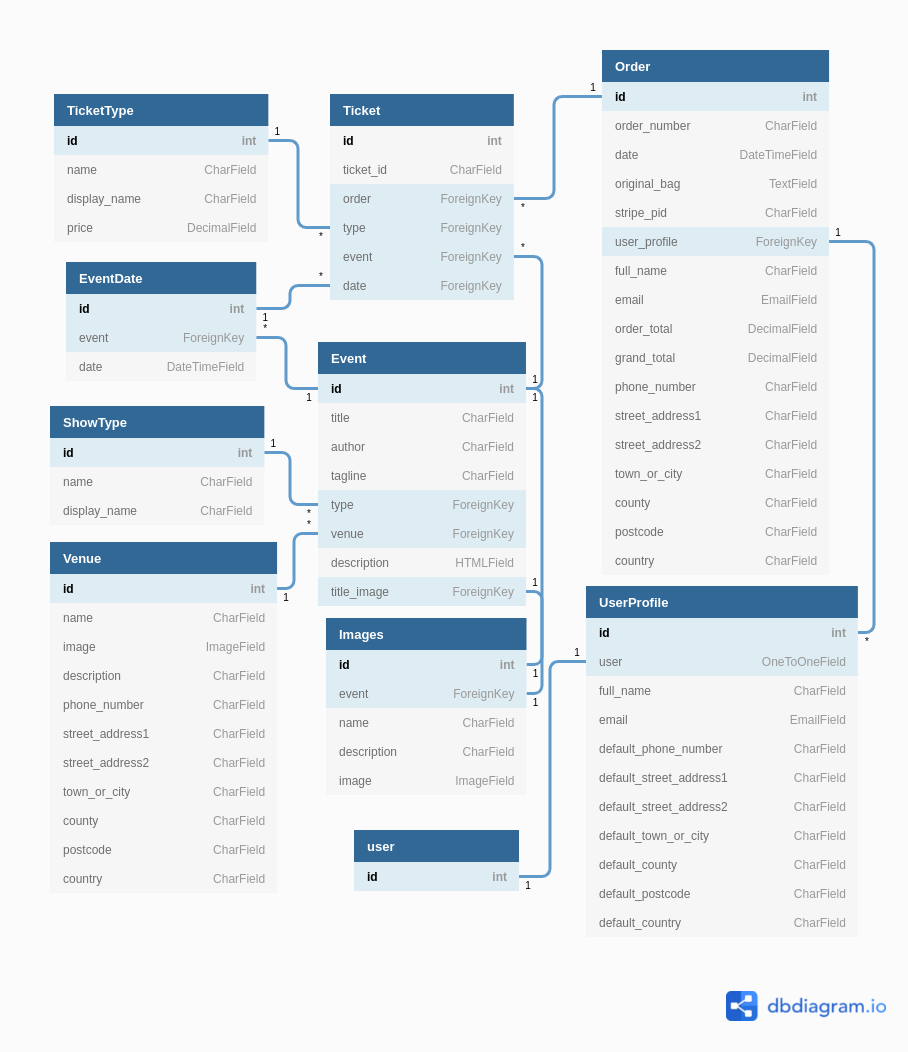 TicketType
id int
name CharField
display_name CharField
price DecimalField
1
*
EventDate
id int
event ForeignKey
date DateTimeField
1
*
*
1
ShowType
id int
name CharField
display_name CharField
1
*
Venue
id int
name CharField
image ImageField
description CharField
phone_number CharField
street_address1 CharField
street_address2 CharField
town_or_city CharField
county CharField
postcode CharField
country CharField
1
*
Ticket
id int
ticket_id CharField
order ForeignKey
type ForeignKey
event ForeignKey
date ForeignKey
*
*
Event
id int
title CharField
author CharField
tagline CharField
type ForeignKey
venue ForeignKey
description HTMLField
title_image ForeignKey
1
1
1
Images
id int
event ForeignKey
name CharField
description CharField
image ImageField
1
1
user
id int
1
Order
id int
order_number CharField
date DateTimeField
original_bag TextField
stripe_pid CharField
user_profile ForeignKey
full_name CharField
email EmailField
order_total DecimalField
grand_total DecimalField
phone_number CharField
street_address1 CharField
street_address2 CharField
town_or_city CharField
county CharField
postcode CharField
country CharField
1
1
UserProfile
id int
user OneToOneField
full_name CharField
email EmailField
default_phone_number CharField
default_street_address1 CharField
default_street_address2 CharField
default_town_or_city CharField
default_county CharField
default_postcode CharField
default_country CharField
1
*
dbdiagram.io